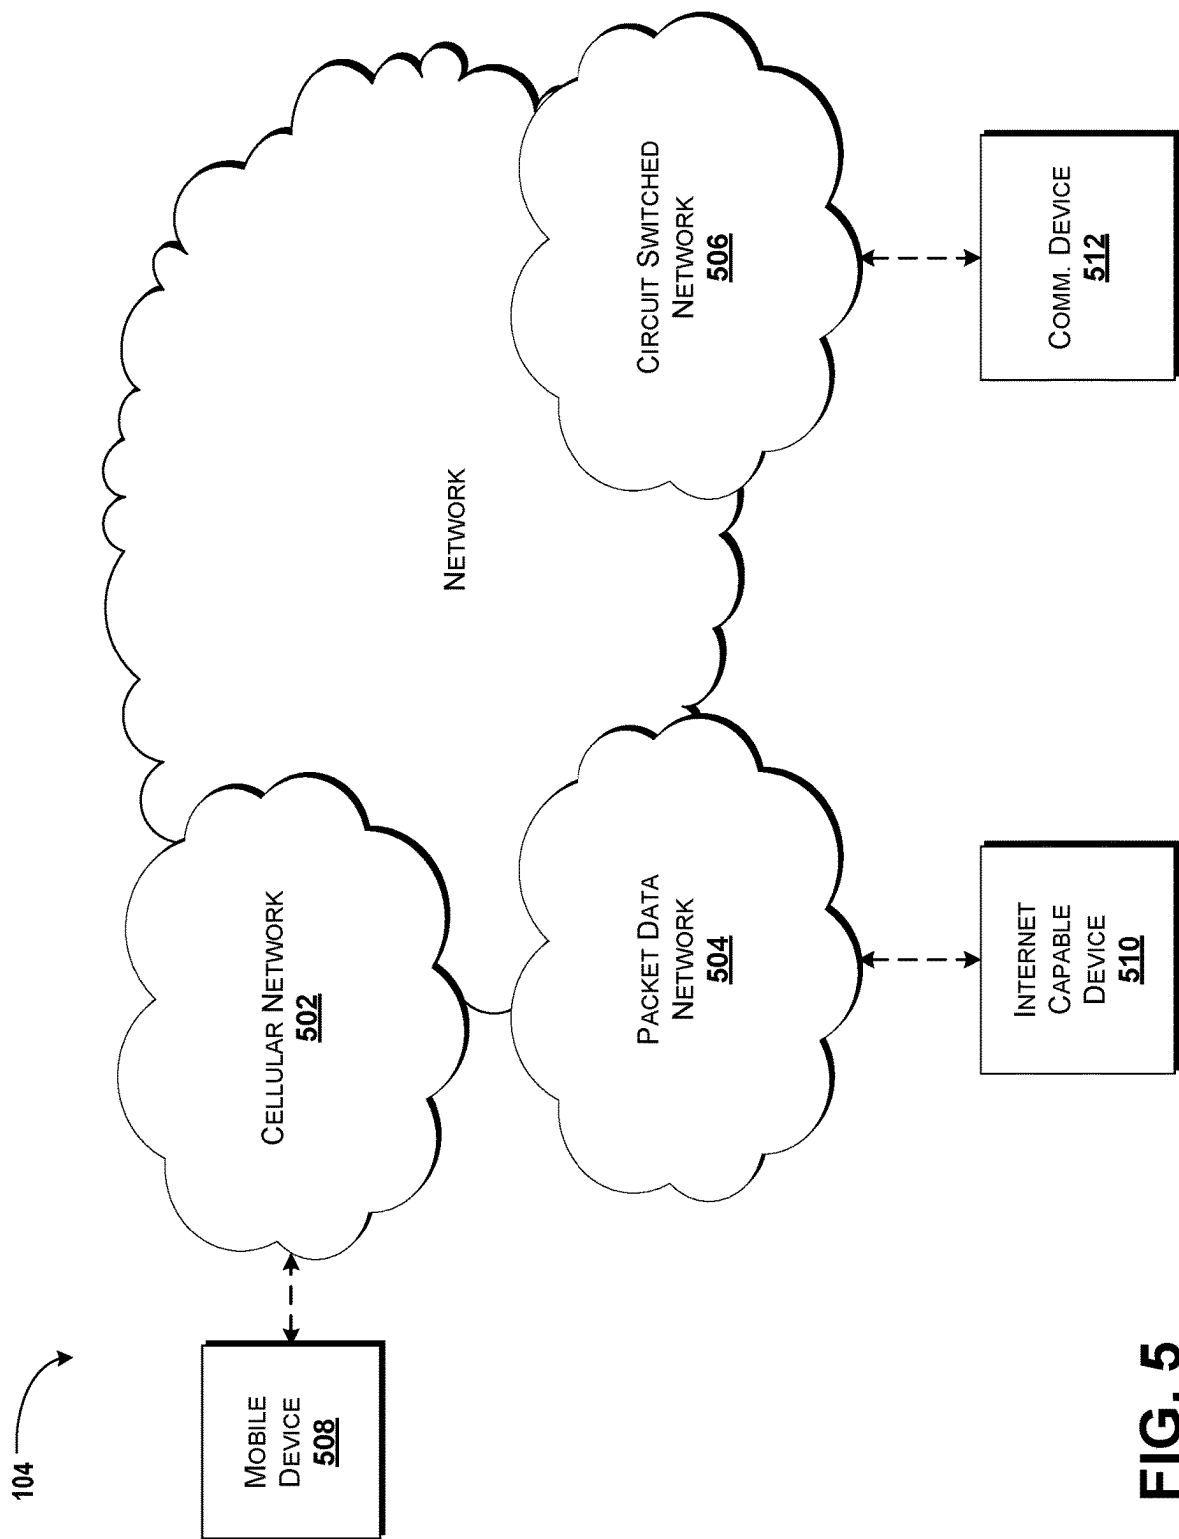 104
MOBILE
DEVICE
508
CELLULAR NETWORK
502
NETWORK
PACKET DATA
NETWORK
504
CIRCUIT SWITCHED
NETWORK
506
INTERNET
CAPABLE
DEVICE
510
COMM. DEVICE
512
FIG. 5